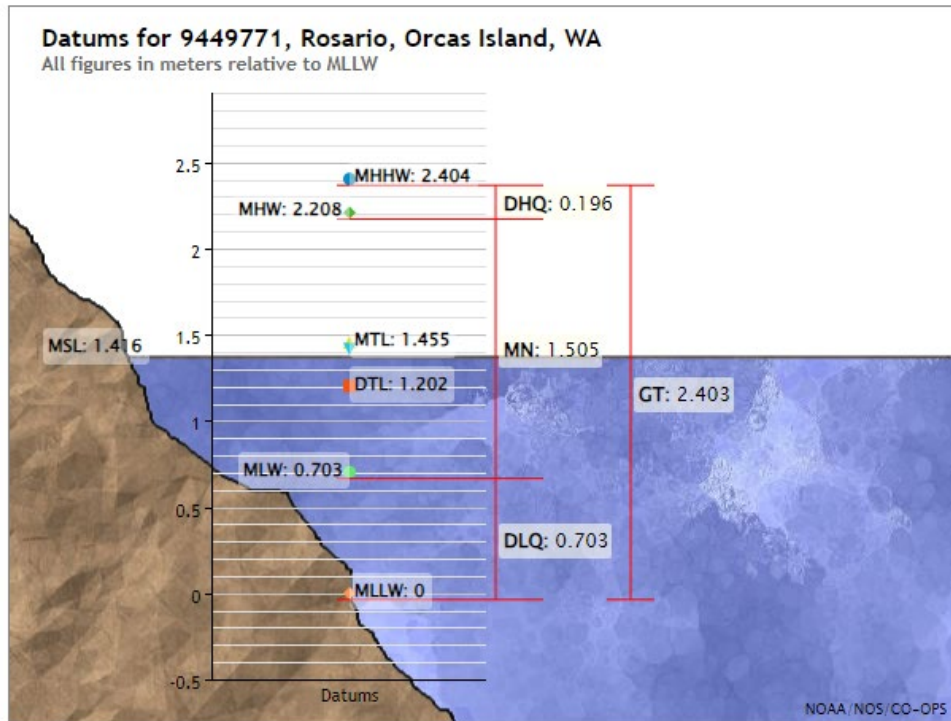 Datums for 9449771, Rosario, Orcas Island, WA
All figures in meters relative to MLLW
2.5
MHHW: 2.404
DHQ: 0.196
MHW: 2.208
2
1.5
MSL: 1.416
MTL: 1.455
MN: 1.505
DTL: 1.202
GT: 2.403
1
MLW: 0.703
0.5
DLQ: 0.703
0
MLLW: 0
-0.5
Datums
NOAA/NOS/CO-OPS